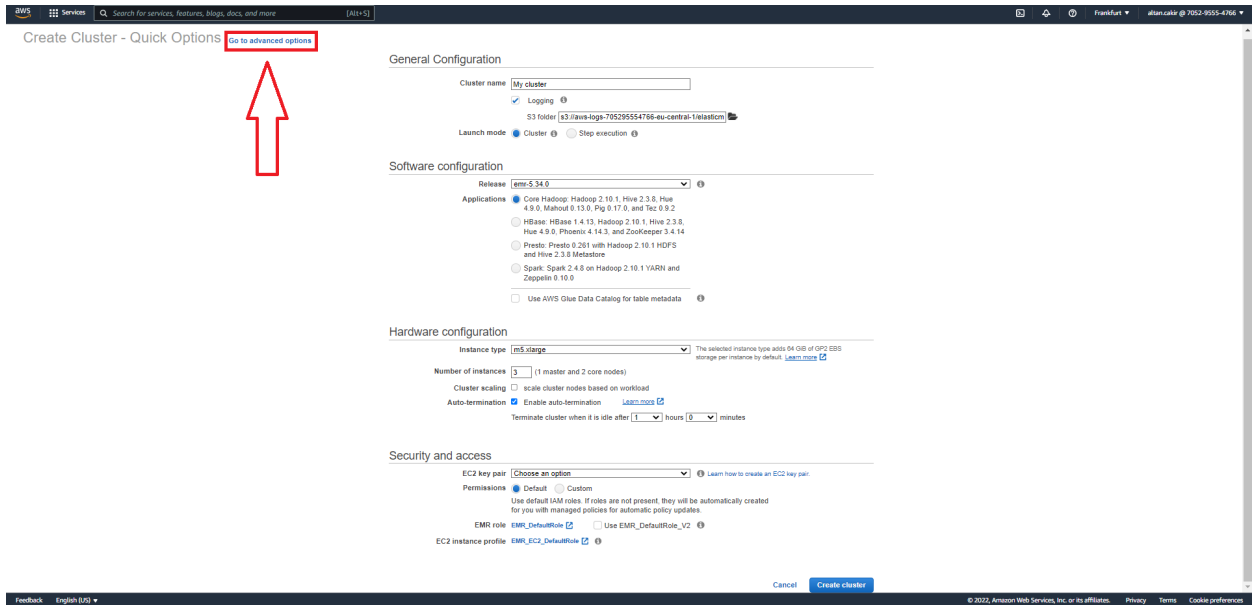 aws Services Search for services, features, blogs, docs, and more [Alt+S] Frankfurt altan.cakir @ 7052-9555-4766
Create Cluster - Quick Options Go to advanced options
General Configuration
Cluster name My cluster
Logging
S3 folder s3://aws-logs-705295554766-eu-central-1/elasticm
Launch mode Cluster Step execution
Software configuration
Release emr-5.34.0
Applications Core Hadoop: Hadoop 2.10.1, Hive 2.3.8, Hue
4.9.0, Mahout 0.13.0, Pig 0.17.0, and Tez 0.9.2
HBase: HBase 1.4.13, Hadoop 2.10.1, Hive 2.3.8,
Hue 4.9.0, Phoenix 4.14.3, and ZooKeeper 3.4.14
Presto: Presto 0.261 with Hadoop 2.10.1 HDFS
and Hive 2.3.8 Metastore
Spark: Spark 2.4.8 on Hadoop 2.10.1 YARN and
Zeppelin 0.10.0
Use AWS Glue Data Catalog for table metadata
Hardware configuration
Instance type m5.xlarge The selected instance type adds 64 GiB of GP2 EBS
storage per instance by default. Learn more
Number of instances 3 (1 master and 2 core nodes)
Cluster scaling scale cluster nodes based on workload
Auto-termination Enable auto-termination Learn more
Terminate cluster when it is idle after 1 hours 0 minutes
Security and access
EC2 key pair Choose an option Learn how to create an EC2 key pair.
Permissions Default Custom
Use default IAM roles. If roles are not present, they will be automatically created
for you with managed policies for automatic policy updates.
EMR role EMR_DefaultRole Use EMR_DefaultRole_V2
EC2 instance profile EMR_EC2_DefaultRole
Cancel Create cluster
Feedback English (US) © 2022, Amazon Web Services, Inc. or its affiliates. Privacy Terms Cookie preferences